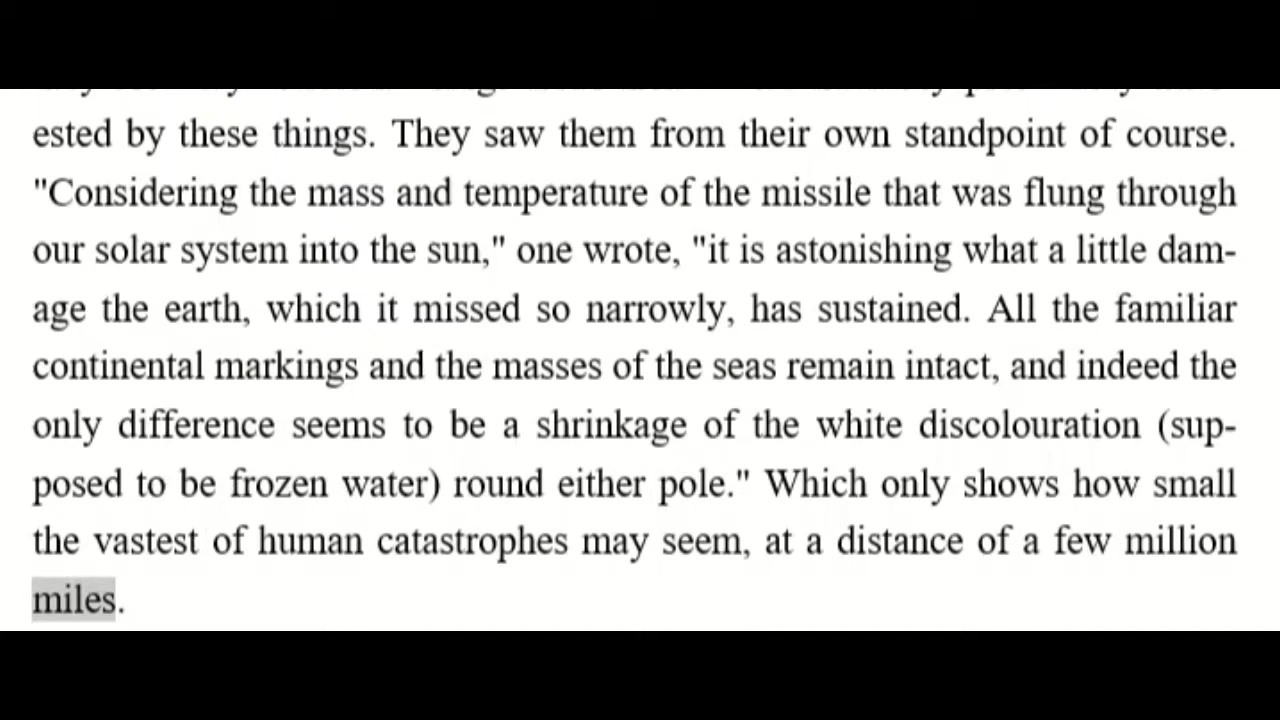 ested by these things. They saw them from their own standpoint of course.
"Considering the mass and temperature of the missile that was flung through
our solar system into the sun," one wrote, "it is astonishing what a little dam-
age the earth, which it missed so narrowly, has sustained. All the familiar
continental markings and the masses of the seas remain intact, and indeed the
only difference seems to be a shrinkage of the white discolouration (sup-
posed to be frozen water) round either pole." Which only shows how small
the vastest of human catastrophes may seem, at a distance of a few million
miles.